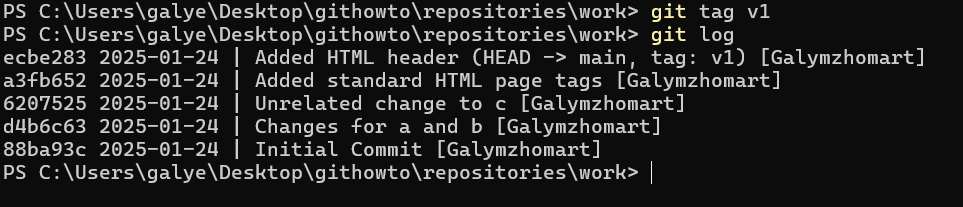 PS C:\Users\galye\Desktop\githowto\repositories\work> git tag v1
PS C:\Users\galye\Desktop\githowto\repositories\work> git log
ecbe283 2025-01-24 | Added HTML header (HEAD -> main, tag: v1) [Galymzhomart]
a3fb652 2025-01-24 | Added standard HTML page tags [Galymzhomart]
6207525 2025-01-24 | Unrelated change to c [Galymzhomart]
d4b6c63 2025-01-24 | Changes for a and b [Galymzhomart]
88ba93c 2025-01-24 | Initial Commit [Galymzhomart]
PS C:\Users\galye\Desktop\githowto\repositories\work>